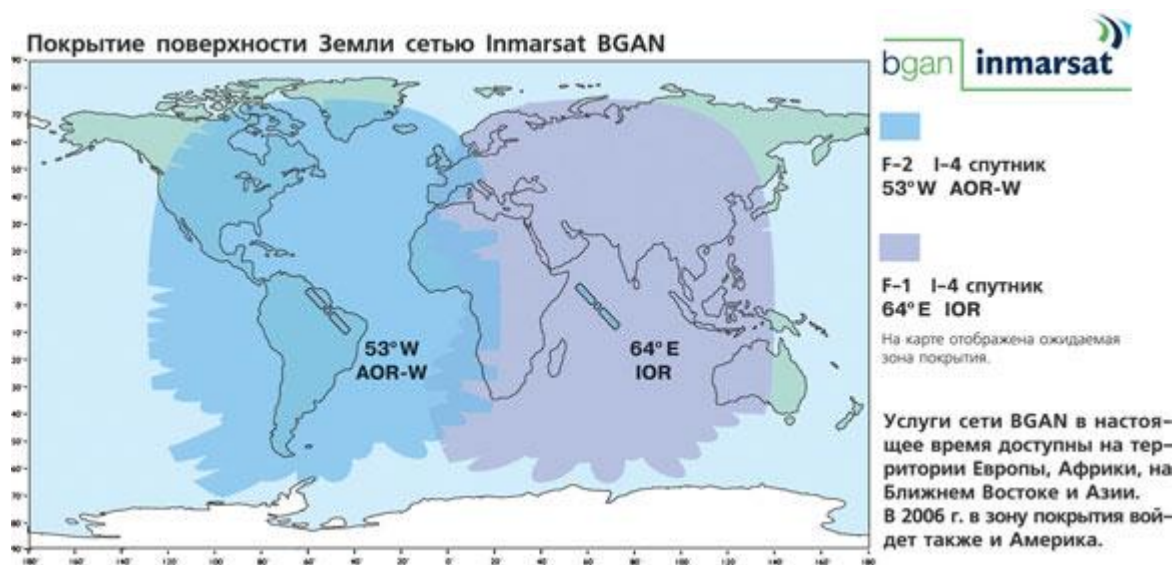 Покрытие поверхности Земли сетью Inmarsat BGAN
bgan inmarsat
F-2 I-4 спутник
53°W AOR-W
F-1 I-4 спутник
64°E IOR
На карте отображена ожидаемая
зона покрытия.
Услуги сети BGAN в настоя-
щее время доступны на тер-
ритории Европы, Африки, на
Ближнем Востоке и Азии.
В 2006 г. в зону покрытия вой-
дет также и Америка.
53°W
AOR-W
64°E
IOR